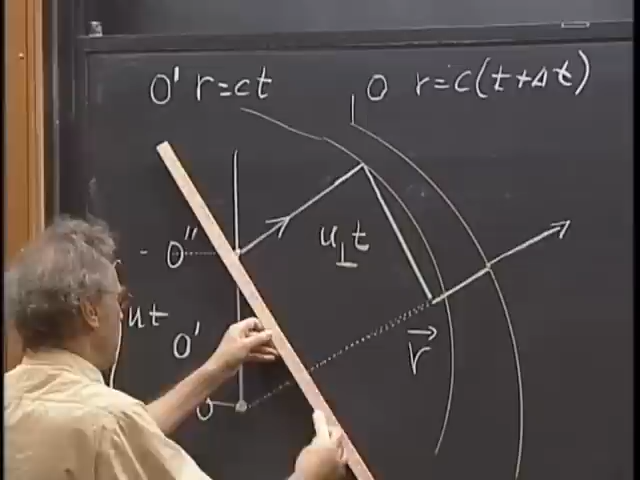 O' r=ct
O r=c(t+Δt)
u⊥t
O''
ut
O'
r⃗
O